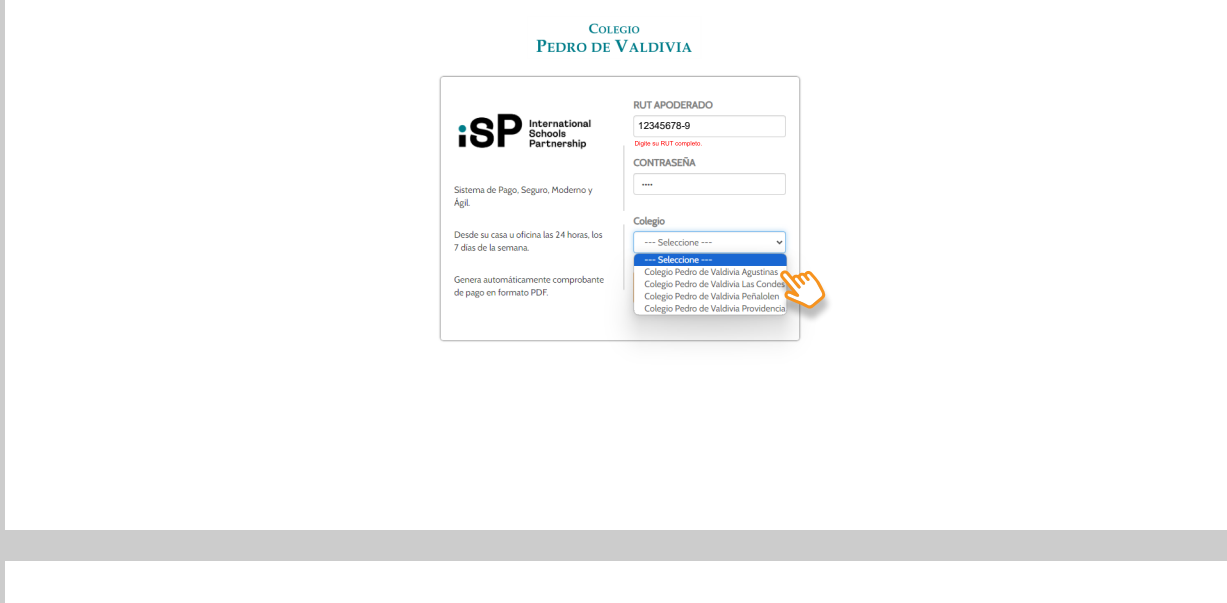 COLEGIO
PEDRO DE VALDIVIA
iSP International
Schools
Partnership
Sistema de Pago, Seguro, Moderno y
Ágil.
Desde su casa u oficina las 24 horas, los
7 días de la semana.
Genera automáticamente comprobante
de pago en formato PDF.
RUT APODERADO
12345678-9
Digite su RUT completo.
CONTRASEÑA
····
Colegio
--- Seleccione ---
--- Seleccione ---
Colegio Pedro de Valdivia Agustinas
Colegio Pedro de Valdivia Las Condes
Colegio Pedro de Valdivia Peñalolen
Colegio Pedro de Valdivia Providencia